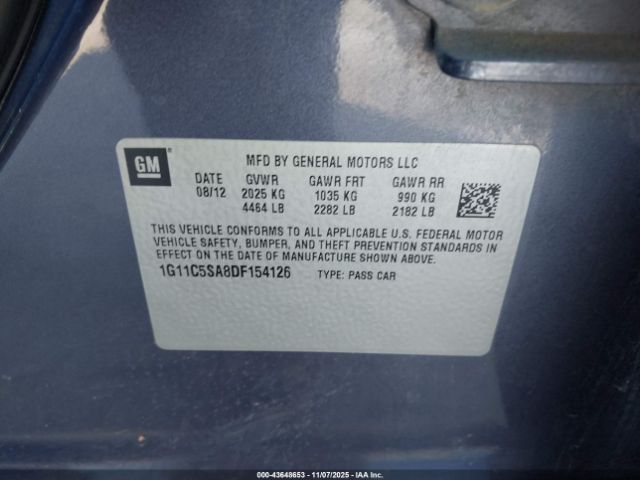 GM
MFD BY GENERAL MOTORS LLC
DATE GVWR GAWR FRT GAWR RR
08/12 2025 KG 1035 KG 990 KG
4464 LB 2282 LB 2182 LB
THIS VEHICLE CONFORMS TO ALL APPLICABLE U.S. FEDERAL MOTOR
VEHICLE SAFETY, BUMPER, AND THEFT PREVENTION STANDARDS
IN EFFECT ON THE DATE OF MANUFACTURE SHOWN ABOVE.
1G11C5SA8DF154126 TYPE: PASS CAR
000-43648653 | 11/07/2025 | IAAI.COM